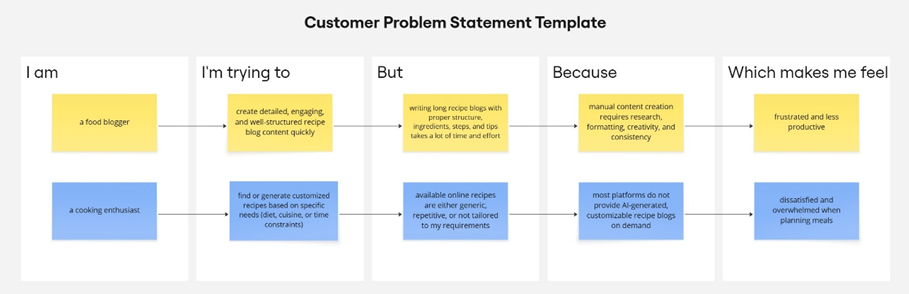 Customer Problem Statement Template
I am
I'm trying to
But
Because
Which makes me feel
a food blogger
create detailed, engaging,
and well-structured recipe
blog content quickly
writing long recipe blogs with
proper structure,
ingredients, steps, and tips
takes a lot of time and effort
manual content creation
requires research,
formatting, creativity, and
consistency
frustrated and less
productive
a cooking enthusiast
find or generate customized
recipes based on specific
needs (diet, cuisine, or time
constraints)
available online recipes
are either generic,
repetitive, or not tailored
to my requirements
most platforms do not
provide AI-generated,
customizable recipe blogs
on demand
dissatisfied and
overwhelmed when
planning meals